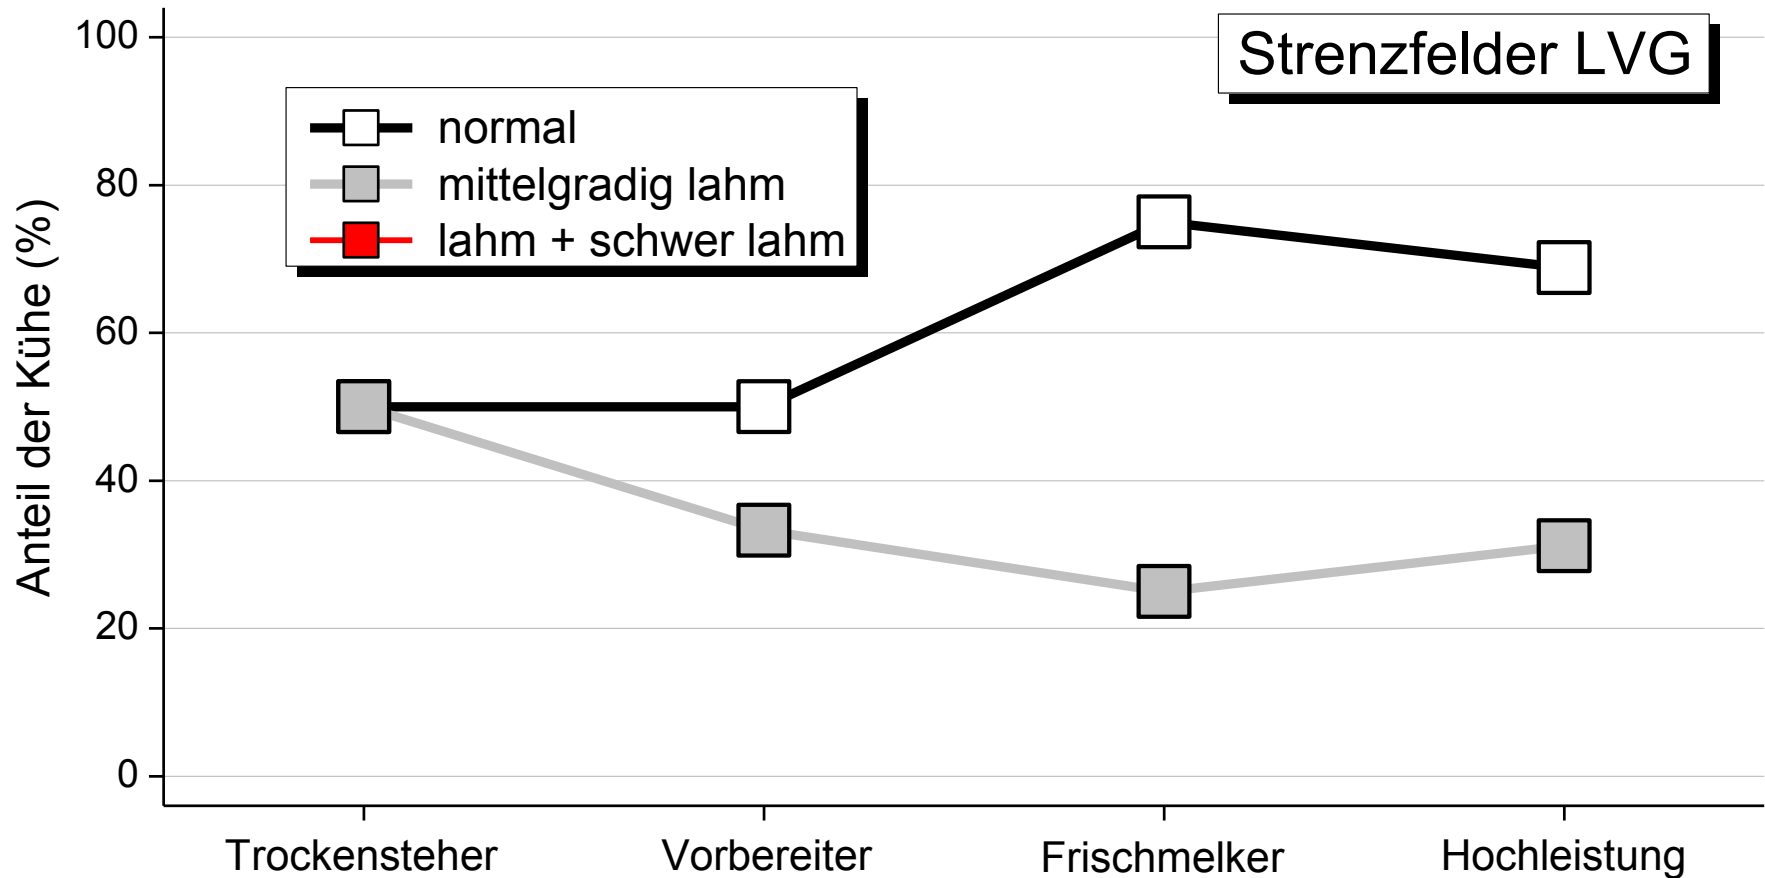 Strenzfelder LVG
normal
mittelgradig lahm
lahm + schwer lahm
Anteil der Kühe (%)
100
80
60
40
20
0
Trockensteher Vorbereiter Frischmelker Hochleistung